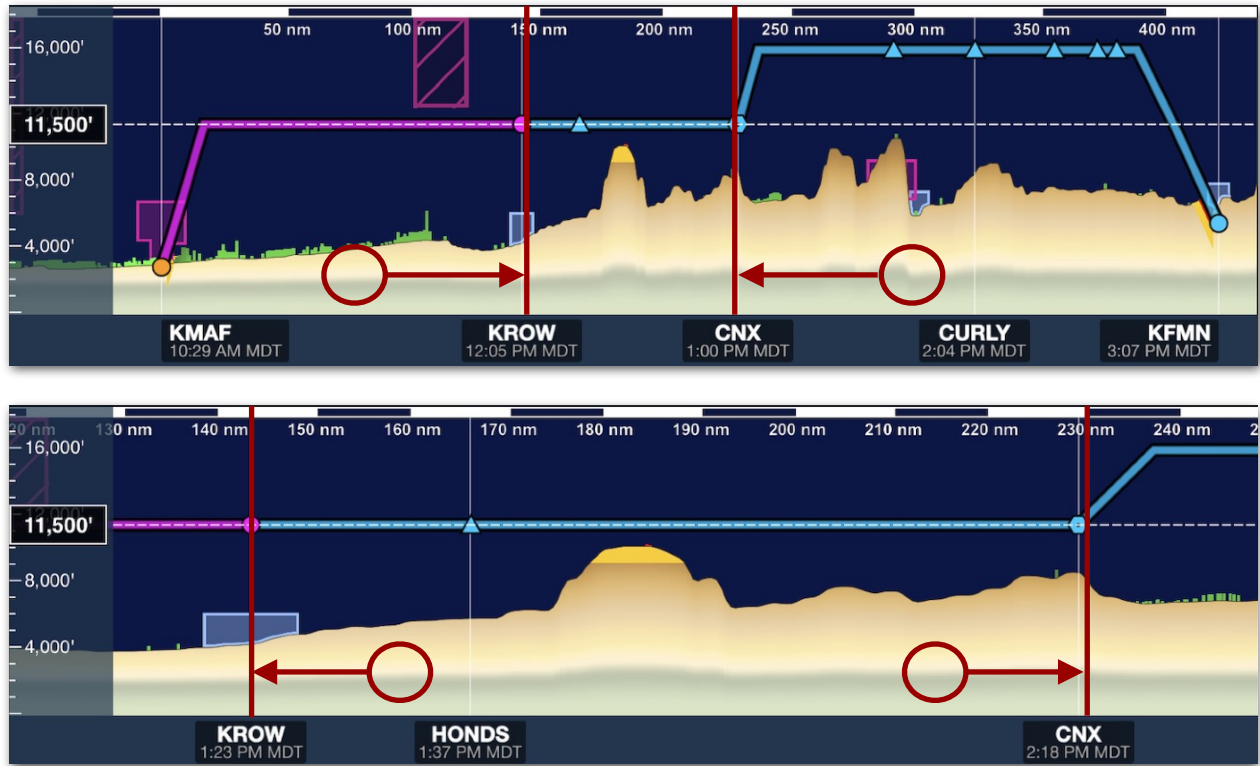 50 nm 100 nm 150 nm 200 nm 250 nm 300 nm 350 nm 400 nm
16,000'
12,000'
11,500'
8,000'
4,000'
KMAF KROW CNX CURLY KFMN
10:29 AM MDT 12:05 PM MDT 1:00 PM MDT 2:04 PM MDT 3:07 PM MDT
130 nm 140 nm 150 nm 160 nm 170 nm 180 nm 190 nm 200 nm 210 nm 220 nm 230 nm 240 nm
16,000'
12,000'
11,500'
8,000'
4,000'
KROW HONDS CNX
1:23 PM MDT 1:37 PM MDT 2:18 PM MDT